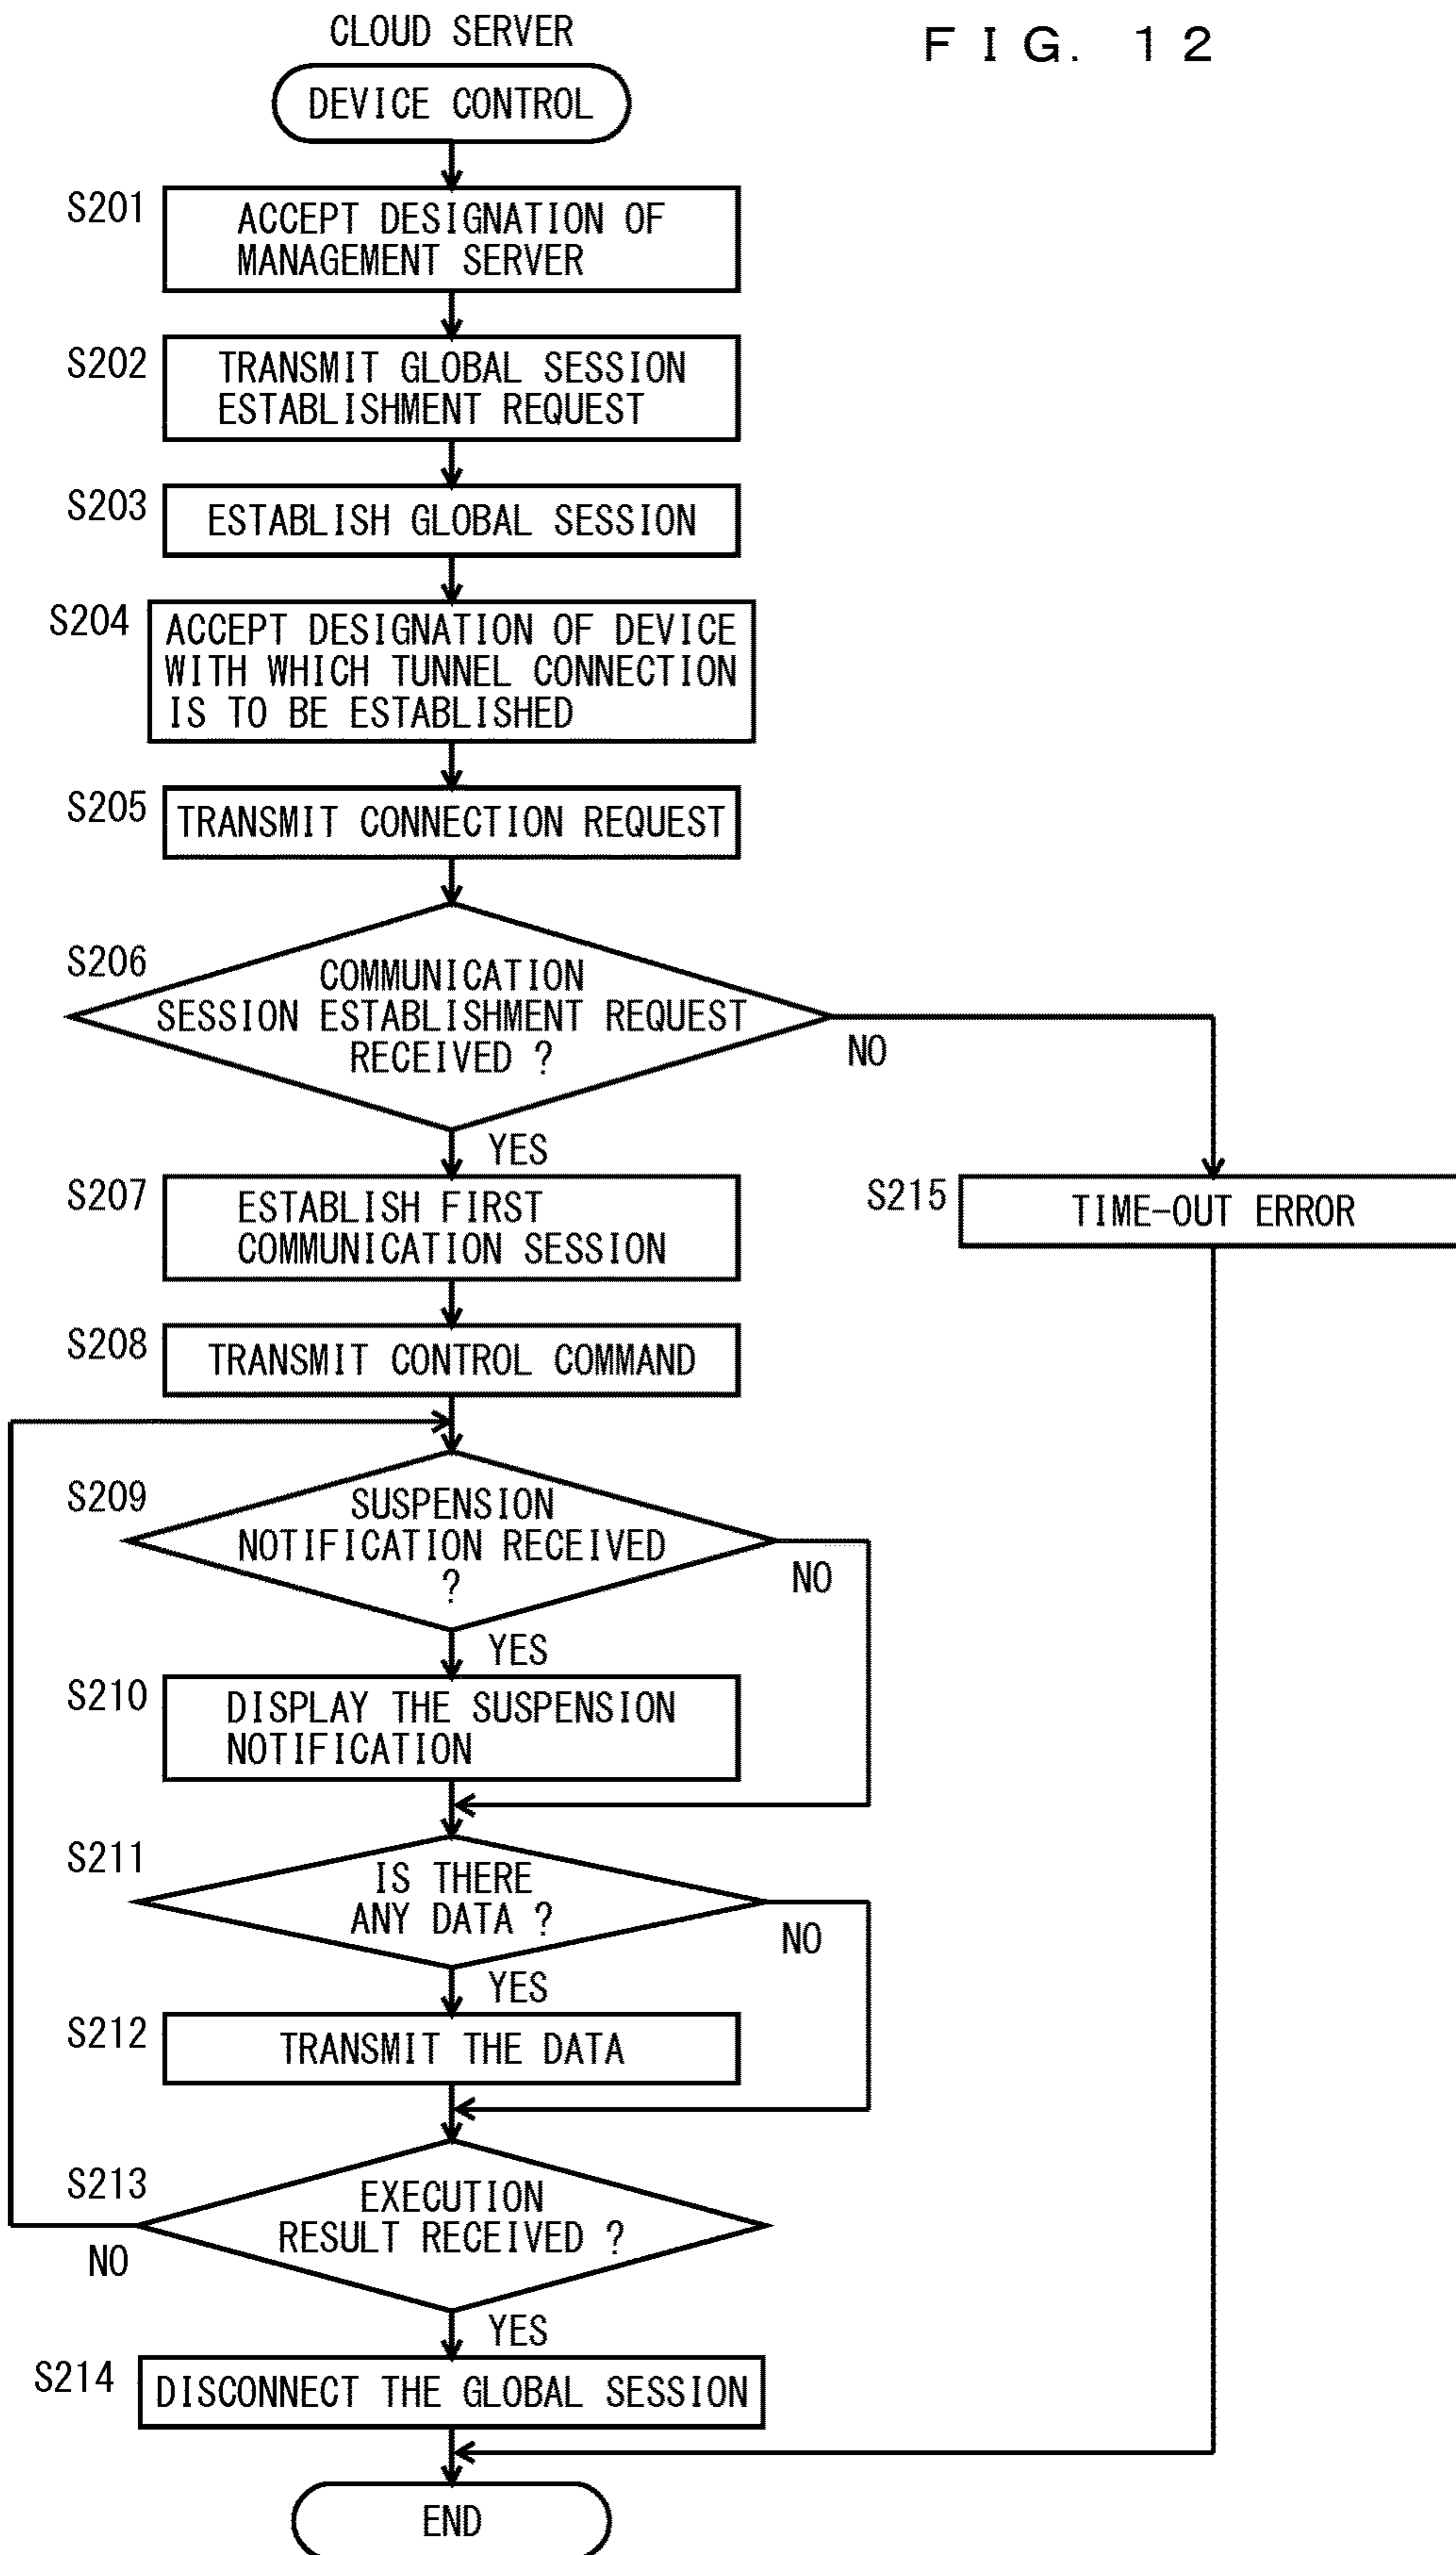 CLOUD SERVER
FIG. 12
DEVICE CONTROL
S201
ACCEPT DESIGNATION OF
MANAGEMENT SERVER
S202
TRANSMIT GLOBAL SESSION
ESTABLISHMENT REQUEST
S203
ESTABLISH GLOBAL SESSION
S204
ACCEPT DESIGNATION OF DEVICE
WITH WHICH TUNNEL CONNECTION
IS TO BE ESTABLISHED
S205
TRANSMIT CONNECTION REQUEST
S206
COMMUNICATION
SESSION ESTABLISHMENT REQUEST
RECEIVED ?
NO
YES
S207
ESTABLISH FIRST
COMMUNICATION SESSION
S215
TIME-OUT ERROR
S208
TRANSMIT CONTROL COMMAND
S209
SUSPENSION
NOTIFICATION RECEIVED
?
NO
YES
S210
DISPLAY THE SUSPENSION
NOTIFICATION
S211
IS THERE
ANY DATA ?
NO
YES
S212
TRANSMIT THE DATA
S213
EXECUTION
RESULT RECEIVED ?
NO
YES
S214
DISCONNECT THE GLOBAL SESSION
END